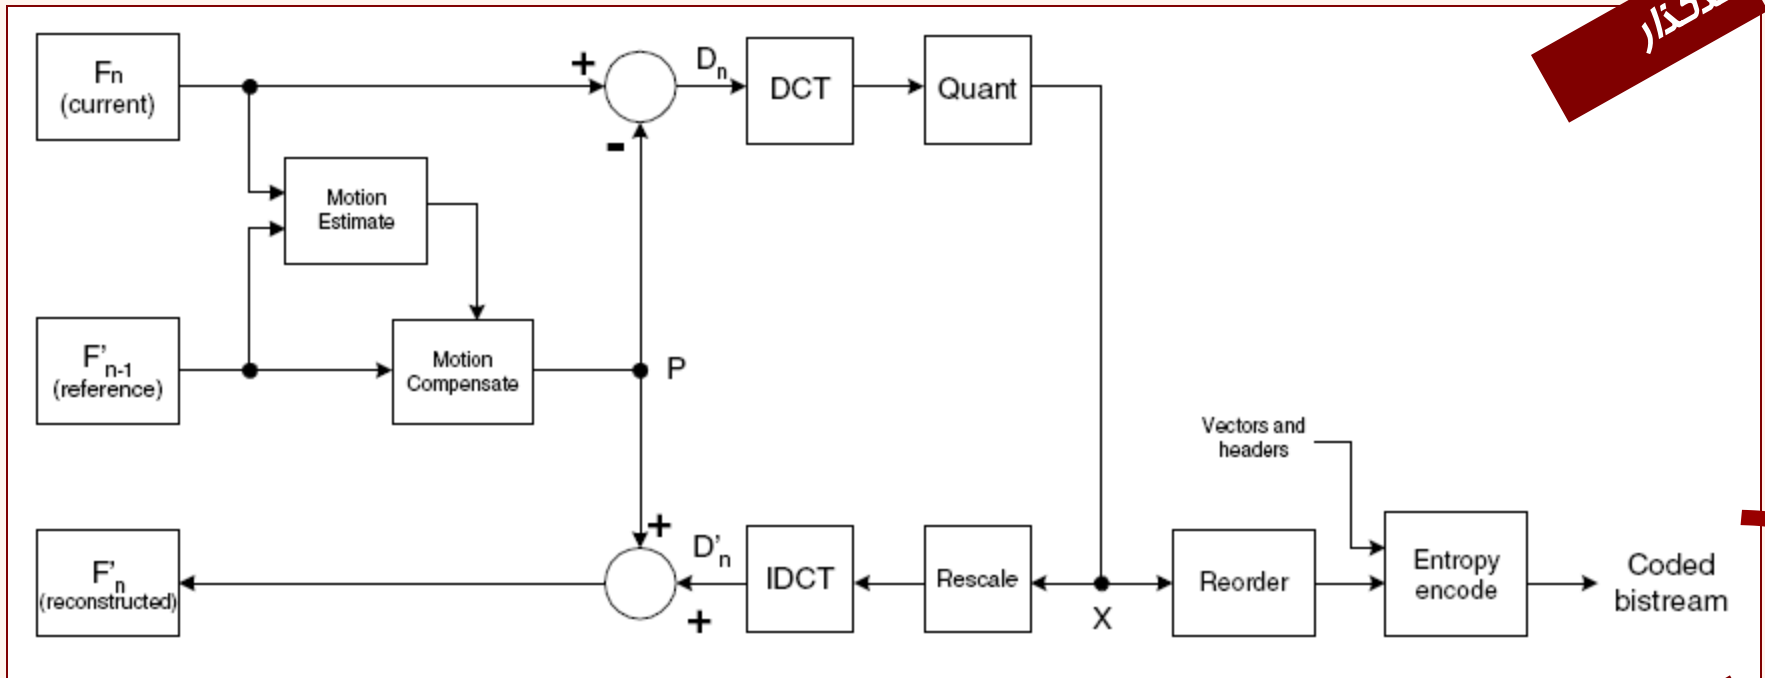 Fn
(current)
+
-
Dn
DCT
Quant
Motion
Estimate
F'n-1
(reference)
Motion
Compensate
P
Vectors and
headers
F'n
(reconstructed)
+
+
D'n
IDCT
Rescale
X
Reorder
Entropy
encode
Coded
bistream